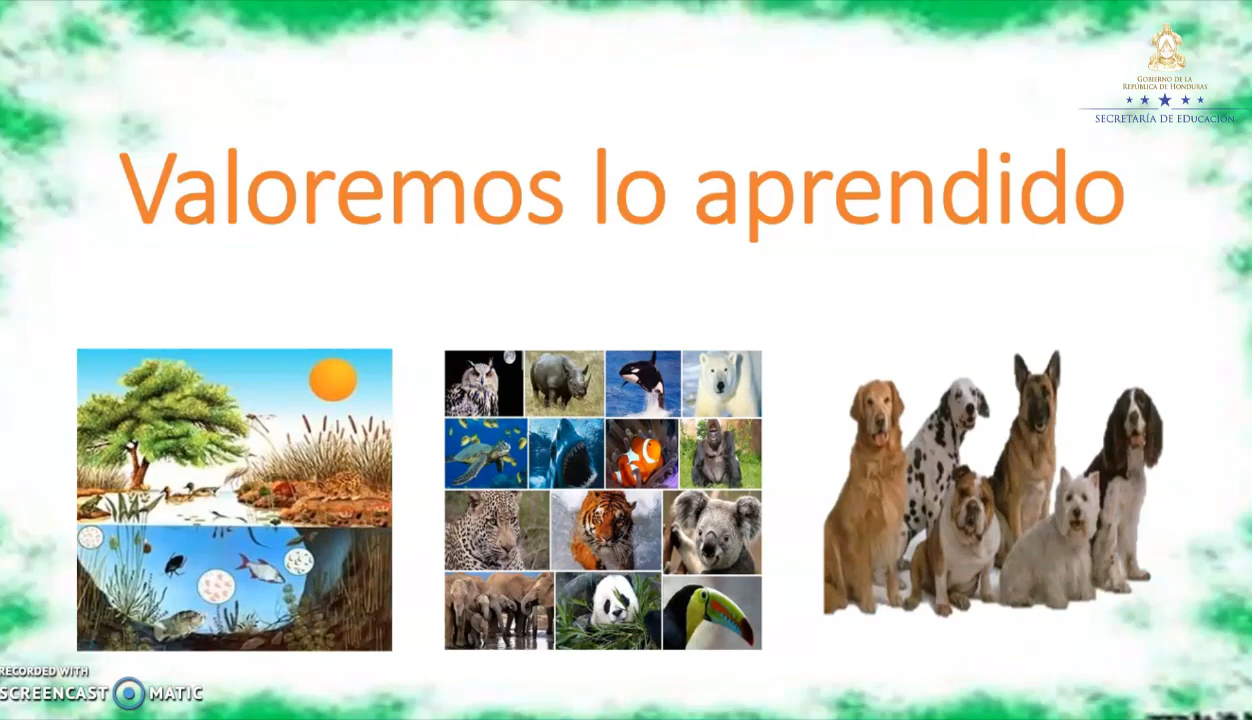 GOBIERNO DE LA
REPÚBLICA DE HONDURAS
SECRETARÍA DE EDUCACIÓN
Valoremos lo aprendido
RECORDED WITH
SCREENCAST MATIC